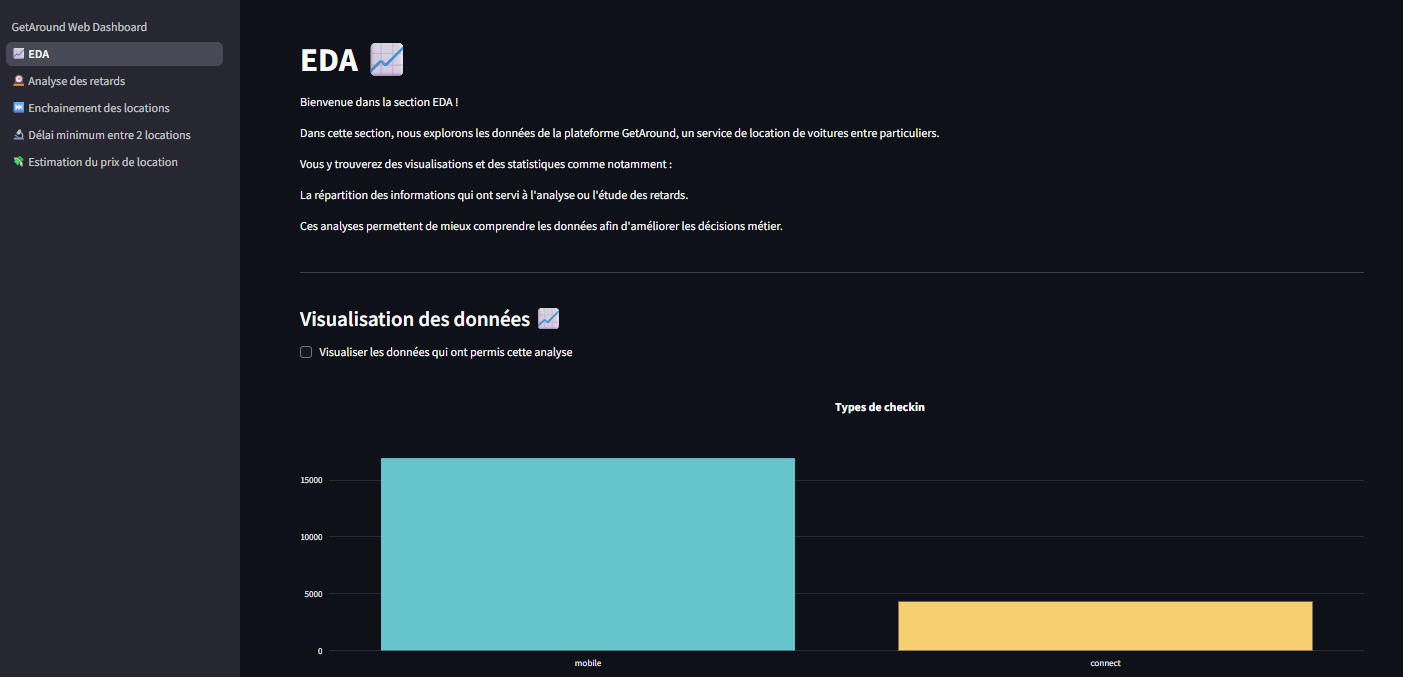 GetAround Web Dashboard
EDA
Analyse des retards
Enchainement des locations
Délai minimum entre 2 locations
Estimation du prix de location
EDA
Bienvenue dans la section EDA !
Dans cette section, nous explorons les données de la plateforme GetAround, un service de location de voitures entre particuliers.
Vous y trouverez des visualisations et des statistiques comme notamment :
La répartition des informations qui ont servi à l'analyse ou l'étude des retards.
Ces analyses permettent de mieux comprendre les données afin d'améliorer les décisions métier.
Visualisation des données
Visualiser les données qui ont permis cette analyse
Types de checkin
15000
10000
5000
0
mobile
connect